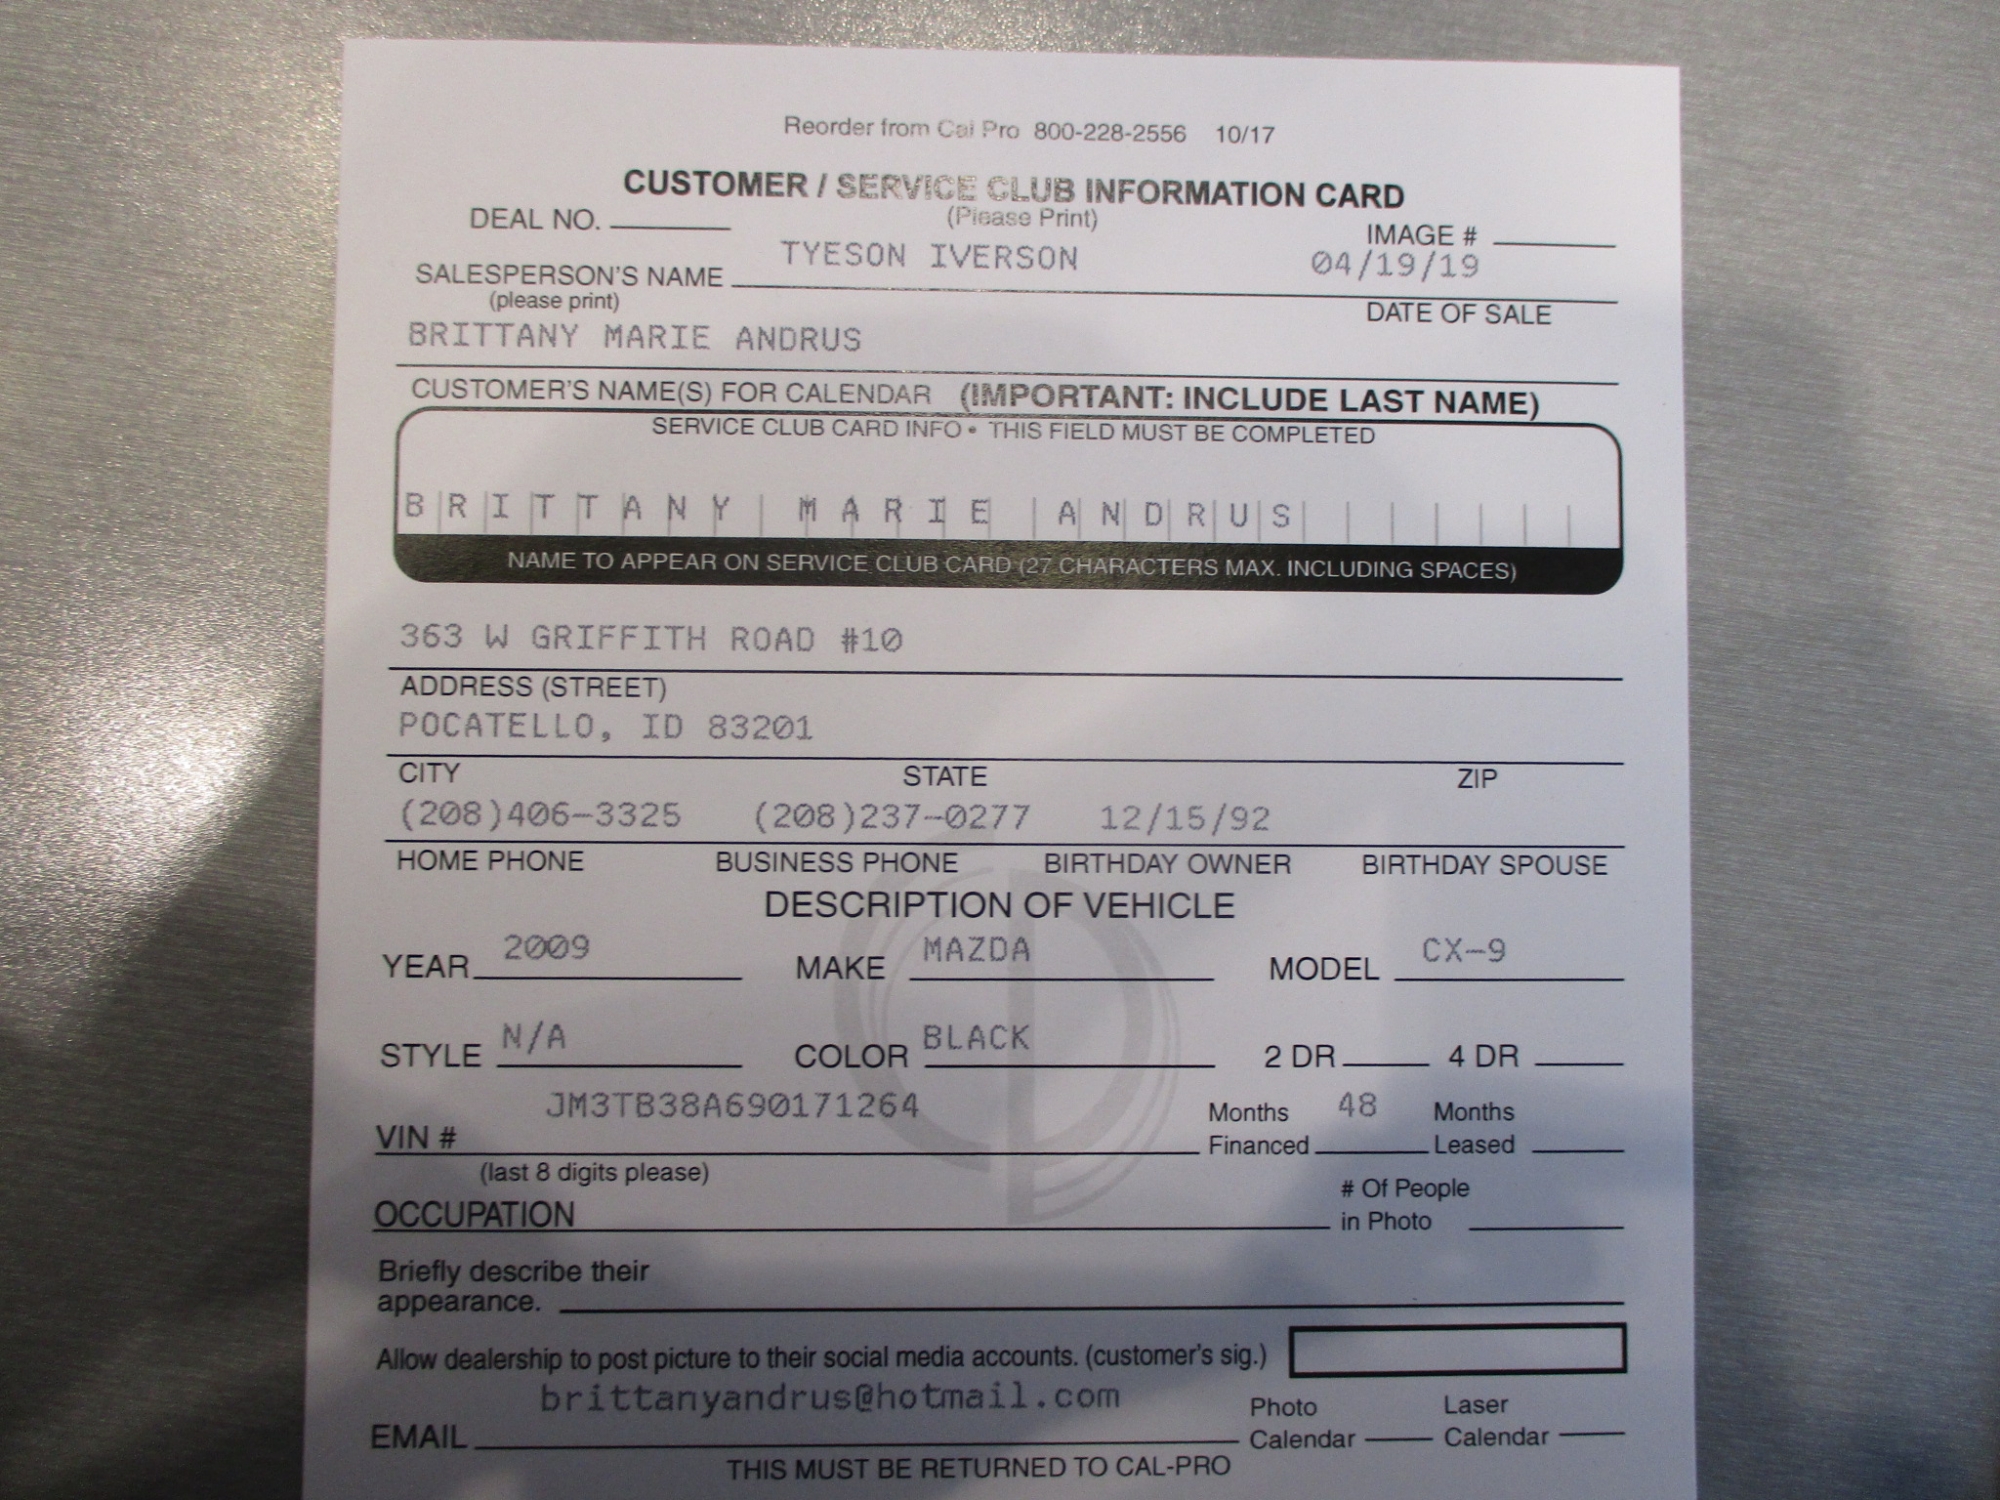 Reorder from Cal Pro 800-228-2556 10/17
CUSTOMER / SERVICE CLUB INFORMATION CARD
DEAL NO. (Please Print) IMAGE #
TYESON IVERSON 04/19/19
SALESPERSON'S NAME
(please print) DATE OF SALE
BRITTANY MARIE ANDRUS
CUSTOMER'S NAME(S) FOR CALENDAR (IMPORTANT: INCLUDE LAST NAME)
SERVICE CLUB CARD INFO • THIS FIELD MUST BE COMPLETED
BRITTANY MARIE ANDRUS
NAME TO APPEAR ON SERVICE CLUB CARD (27 CHARACTERS MAX. INCLUDING SPACES)
363 W GRIFFITH ROAD #10
ADDRESS (STREET)
POCATELLO, ID 83201
CITY STATE ZIP
(208)406-3325 (208)237-0277 12/15/92
HOME PHONE BUSINESS PHONE BIRTHDAY OWNER BIRTHDAY SPOUSE
DESCRIPTION OF VEHICLE
YEAR 2009 MAKE MAZDA MODEL CX-9
STYLE N/A COLOR BLACK 2 DR 4 DR
JM3TB38A690171264 Months 48 Months
VIN # Financed Leased
(last 8 digits please)
# Of People
OCCUPATION in Photo
Briefly describe their
appearance.
Allow dealership to post picture to their social media accounts. (customer's sig.)
brittanyandrus@hotmail.com Photo Laser
EMAIL Calendar Calendar
THIS MUST BE RETURNED TO CAL-PRO